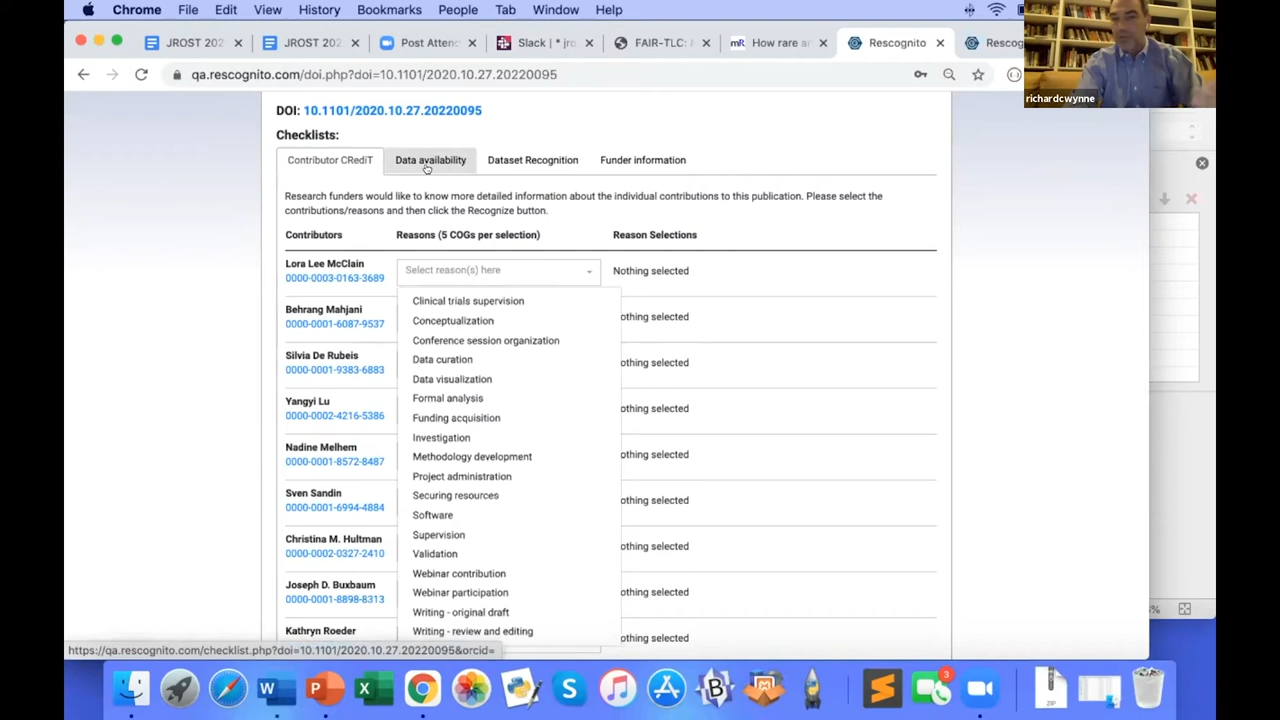 Chrome File Edit View History Bookmarks People Tab Window Help
JROST 202 JROST 202 Post Atten Slack | * jro FAIR-TLC: How rare a Rescognito Rescog
qa.rescognito.com/doi.php?doi=10.1101/2020.10.27.20220095
richardcwynne
DOI: 10.1101/2020.10.27.20220095
Checklists:
Contributor CRediT Data availability Dataset Recognition Funder information
Research funders would like to know more detailed information about the individual contributions to this publication. Please select the
contributions/reasons and then click the Recognize button.
Contributors Reasons (5 COGs per selection) Reason Selections
Lora Lee McClain
0000-0003-0163-3689
Select reason(s) here
Nothing selected
Clinical trials supervision
Conceptualization
Conference session organization
Data curation
Data visualization
Formal analysis
Funding acquisition
Investigation
Methodology development
Project administration
Securing resources
Software
Supervision
Validation
Webinar contribution
Webinar participation
Writing - original draft
Writing - review and editing
Behrang Mahjani
0000-0001-6087-9537
othing selected
Silvia De Rubeis
0000-0001-9383-6883
othing selected
Yangyi Lu
0000-0002-4216-5386
othing selected
Nadine Melhem
0000-0001-8572-8487
othing selected
Sven Sandin
0000-0001-6994-4884
othing selected
Christina M. Hultman
0000-0002-0327-2410
othing selected
Joseph D. Buxbaum
0000-0001-8898-8313
othing selected
Kathryn Roeder
othing selected
https://qa.rescognito.com/checklist.php?doi=10.1101/2020.10.27.20220095&orcid=
%
3
ZIP